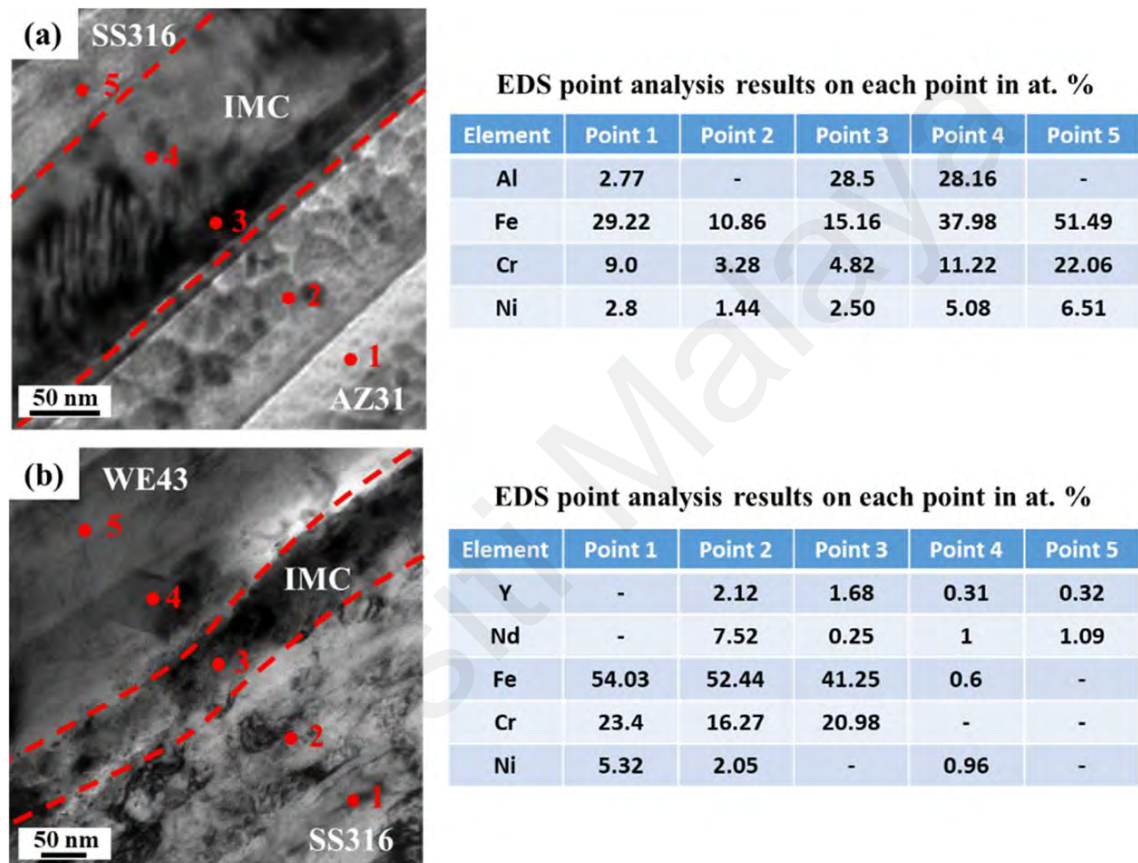 (a)
SS316
5
IMC
4
3
2
1
AZ31
50 nm
EDS point analysis results on each point in at. %
Element Point 1 Point 2 Point 3 Point 4 Point 5
Al 2.77 - 28.5 28.16 -
Fe 29.22 10.86 15.16 37.98 51.49
Cr 9.0 3.28 4.82 11.22 22.06
Ni 2.8 1.44 2.50 5.08 6.51
(b)
WE43
5
IMC
4
3
2
1
SS316
50 nm
EDS point analysis results on each point in at. %
Element Point 1 Point 2 Point 3 Point 4 Point 5
Y - 2.12 1.68 0.31 0.32
Nd - 7.52 0.25 1 1.09
Fe 54.03 52.44 41.25 0.6 -
Cr 23.4 16.27 20.98 - -
Ni 5.32 2.05 - 0.96 -
siti Malaya